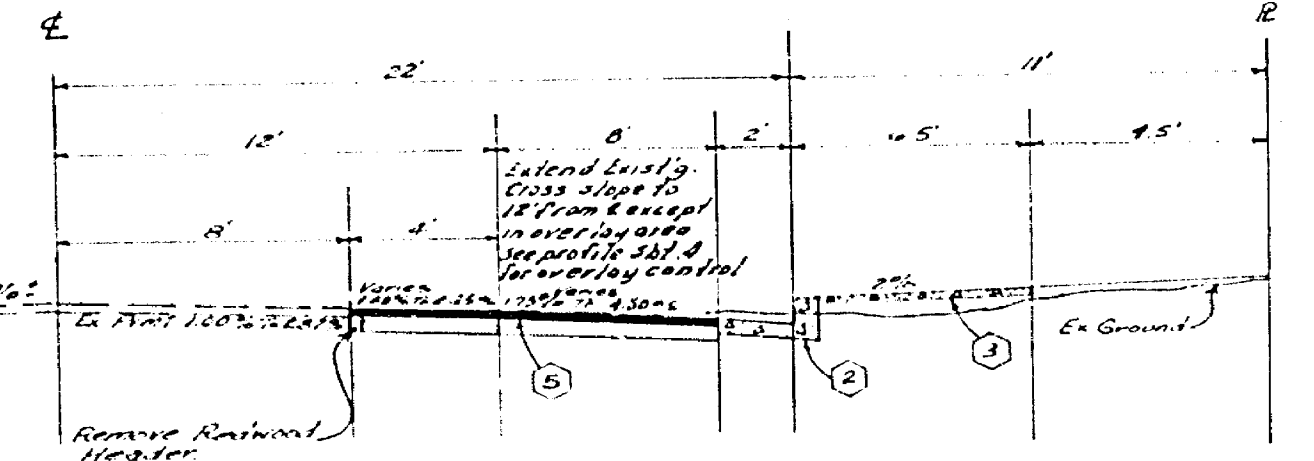 ℄
R
22'
11'
12'
8'
2'
4.5'
8'
4'
Extend Exist'g.
Cross slope to
12' from ℄ except
in overlay area
see profile Sht. 4
for overlay control
Varies
varies
2%
Ex Pvmt 1.00% to
5
2
3
Ex Ground
Remove Redwood
Header